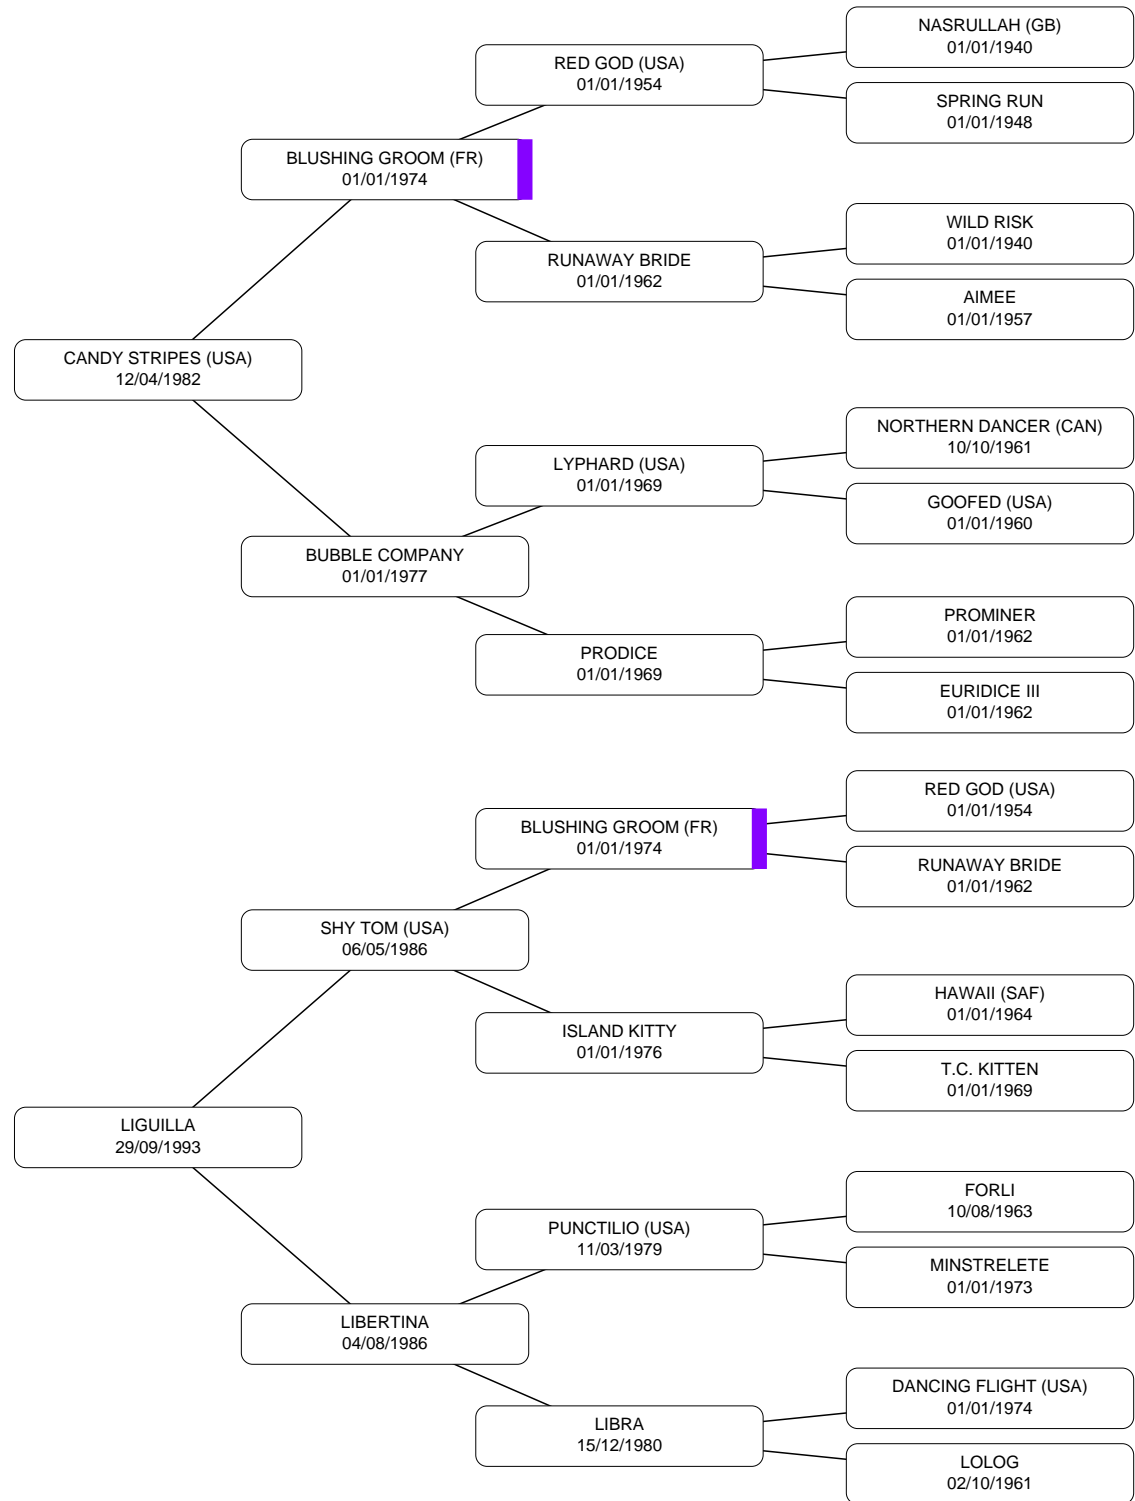 NASRULLAH (GB)
01/01/1940
RED GOD (USA)
01/01/1954
SPRING RUN
01/01/1948
BLUSHING GROOM (FR)
01/01/1974
WILD RISK
01/01/1940
RUNAWAY BRIDE
01/01/1962
AIMEE
01/01/1957
CANDY STRIPES (USA)
12/04/1982
NORTHERN DANCER (CAN)
10/10/1961
LYPHARD (USA)
01/01/1969
GOOFED (USA)
01/01/1960
BUBBLE COMPANY
01/01/1977
PROMINER
01/01/1962
PRODICE
01/01/1969
EURIDICE III
01/01/1962
RED GOD (USA)
01/01/1954
BLUSHING GROOM (FR)
01/01/1974
RUNAWAY BRIDE
01/01/1962
SHY TOM (USA)
06/05/1986
HAWAII (SAF)
01/01/1964
ISLAND KITTY
01/01/1976
T.C. KITTEN
01/01/1969
LIGUILLA
29/09/1993
FORLI
10/08/1963
PUNCTILIO (USA)
11/03/1979
MINSTRELETE
01/01/1973
LIBERTINA
04/08/1986
DANCING FLIGHT (USA)
01/01/1974
LIBRA
15/12/1980
LOLOG
02/10/1961